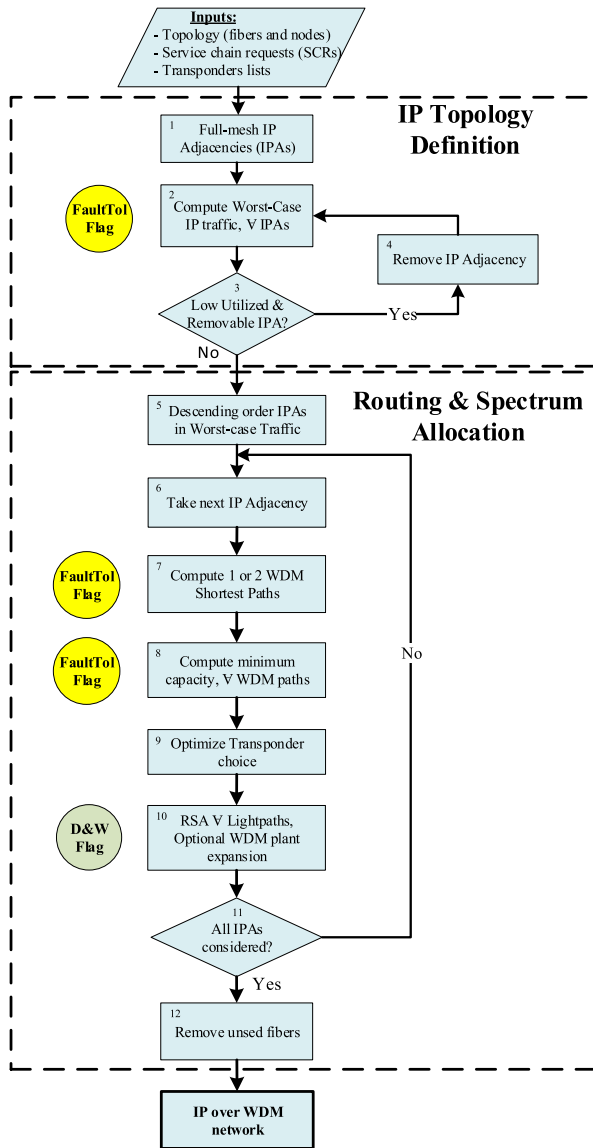 Inputs:
- Topology (fibers and nodes)
- Service chain requests (SCRs)
- Transponders lists
IP Topology
Definition
1
Full-mesh IP
Adjacencies (IPAs)
FaultTol
Flag
2
Compute Worst-Case
IP traffic, ∀ IPAs
4
Remove IP Adjacency
3
Low Utilized &
Removable IPA?
Yes
No
Routing & Spectrum
Allocation
5
Descending order IPAs
in Worst-case Traffic
6
Take next IP Adjacency
FaultTol
Flag
7
Compute 1 or 2 WDM
Shortest Paths
No
FaultTol
Flag
8
Compute minimum
capacity, ∀ WDM paths
9
Optimize Transponder
choice
D&W
Flag
10
RSA ∀ Lightpaths,
Optional WDM plant
expansion
11
All IPAs
considered?
Yes
12
Remove unsed fibers
IP over WDM
network